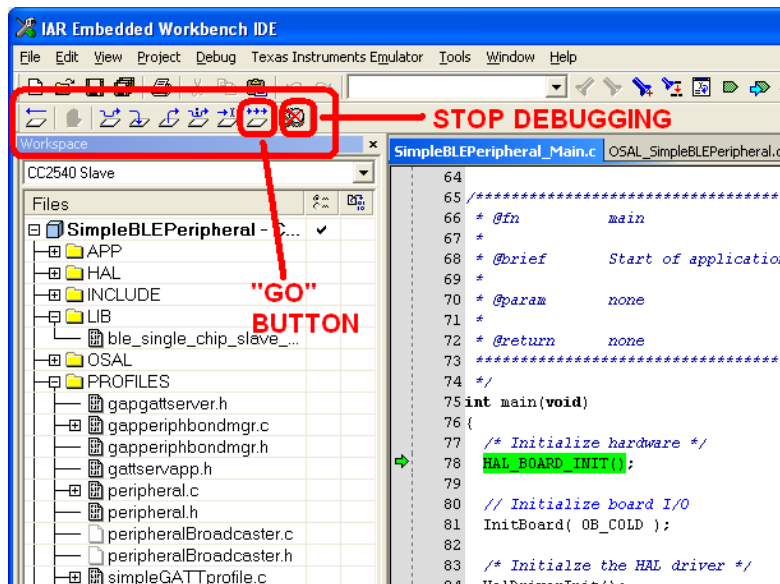 IAR Embedded Workbench IDE
File Edit View Project Debug Texas Instruments Emulator Tools Window Help
STOP DEBUGGING
Workspace
×
CC2540 Slave
Files
SimpleBLEPeripheral - C...
APP
HAL
INCLUDE
LIB
ble_single_chip_slave_...
OSAL
PROFILES
gapgattserver.h
gapperiphbondmgr.c
gapperiphbondmgr.h
gattservapp.h
peripheral.c
peripheral.h
peripheralBroadcaster.c
peripheralBroadcaster.h
simpleGATTprofile.c
"GO"
BUTTON
SimpleBLEPeripheral_Main.c OSAL_SimpleBLEPeripheral.c
64
65 /**********************************
66 * @fn main
67 *
68 * @brief Start of application
69 *
70 * @param none
71 *
72 * @return none
73 **********************************
74 */
75 int main(void)
76 {
77 /* Initialize hardware */
78 HAL_BOARD_INIT();
79
80 // Initialize board I/O
81 InitBoard( OB_COLD );
82
83 /* Initialze the HAL driver */
84 HalDriverInit();